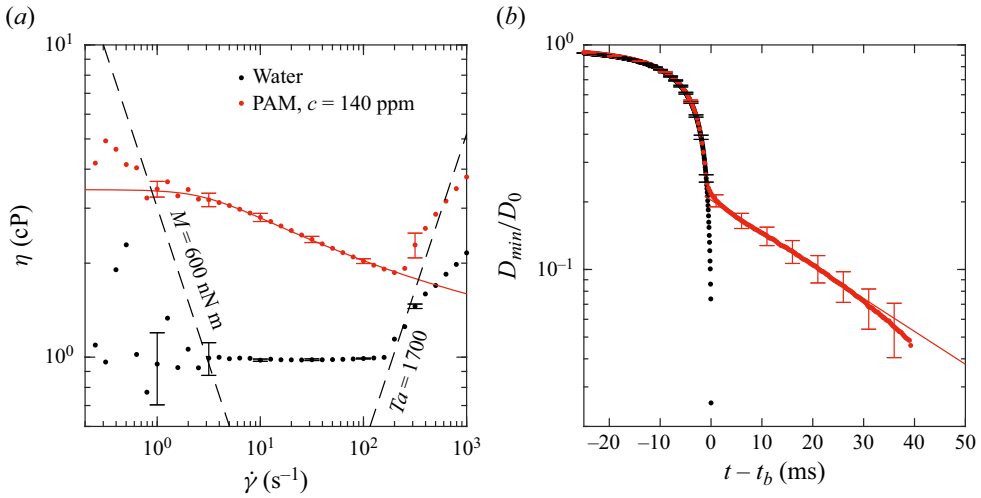 (a)
10^1
Water
PAM, c = 140 ppm
η (cP)
M = 600 nN m
Ta = 1700
10^0
10^0 10^1 10^2 10^3
γ̇ (s^−1)
(b)
10^0
D_min/D_0
10^−1
−20 −10 0 10 20 30 40 50
t − t_b (ms)